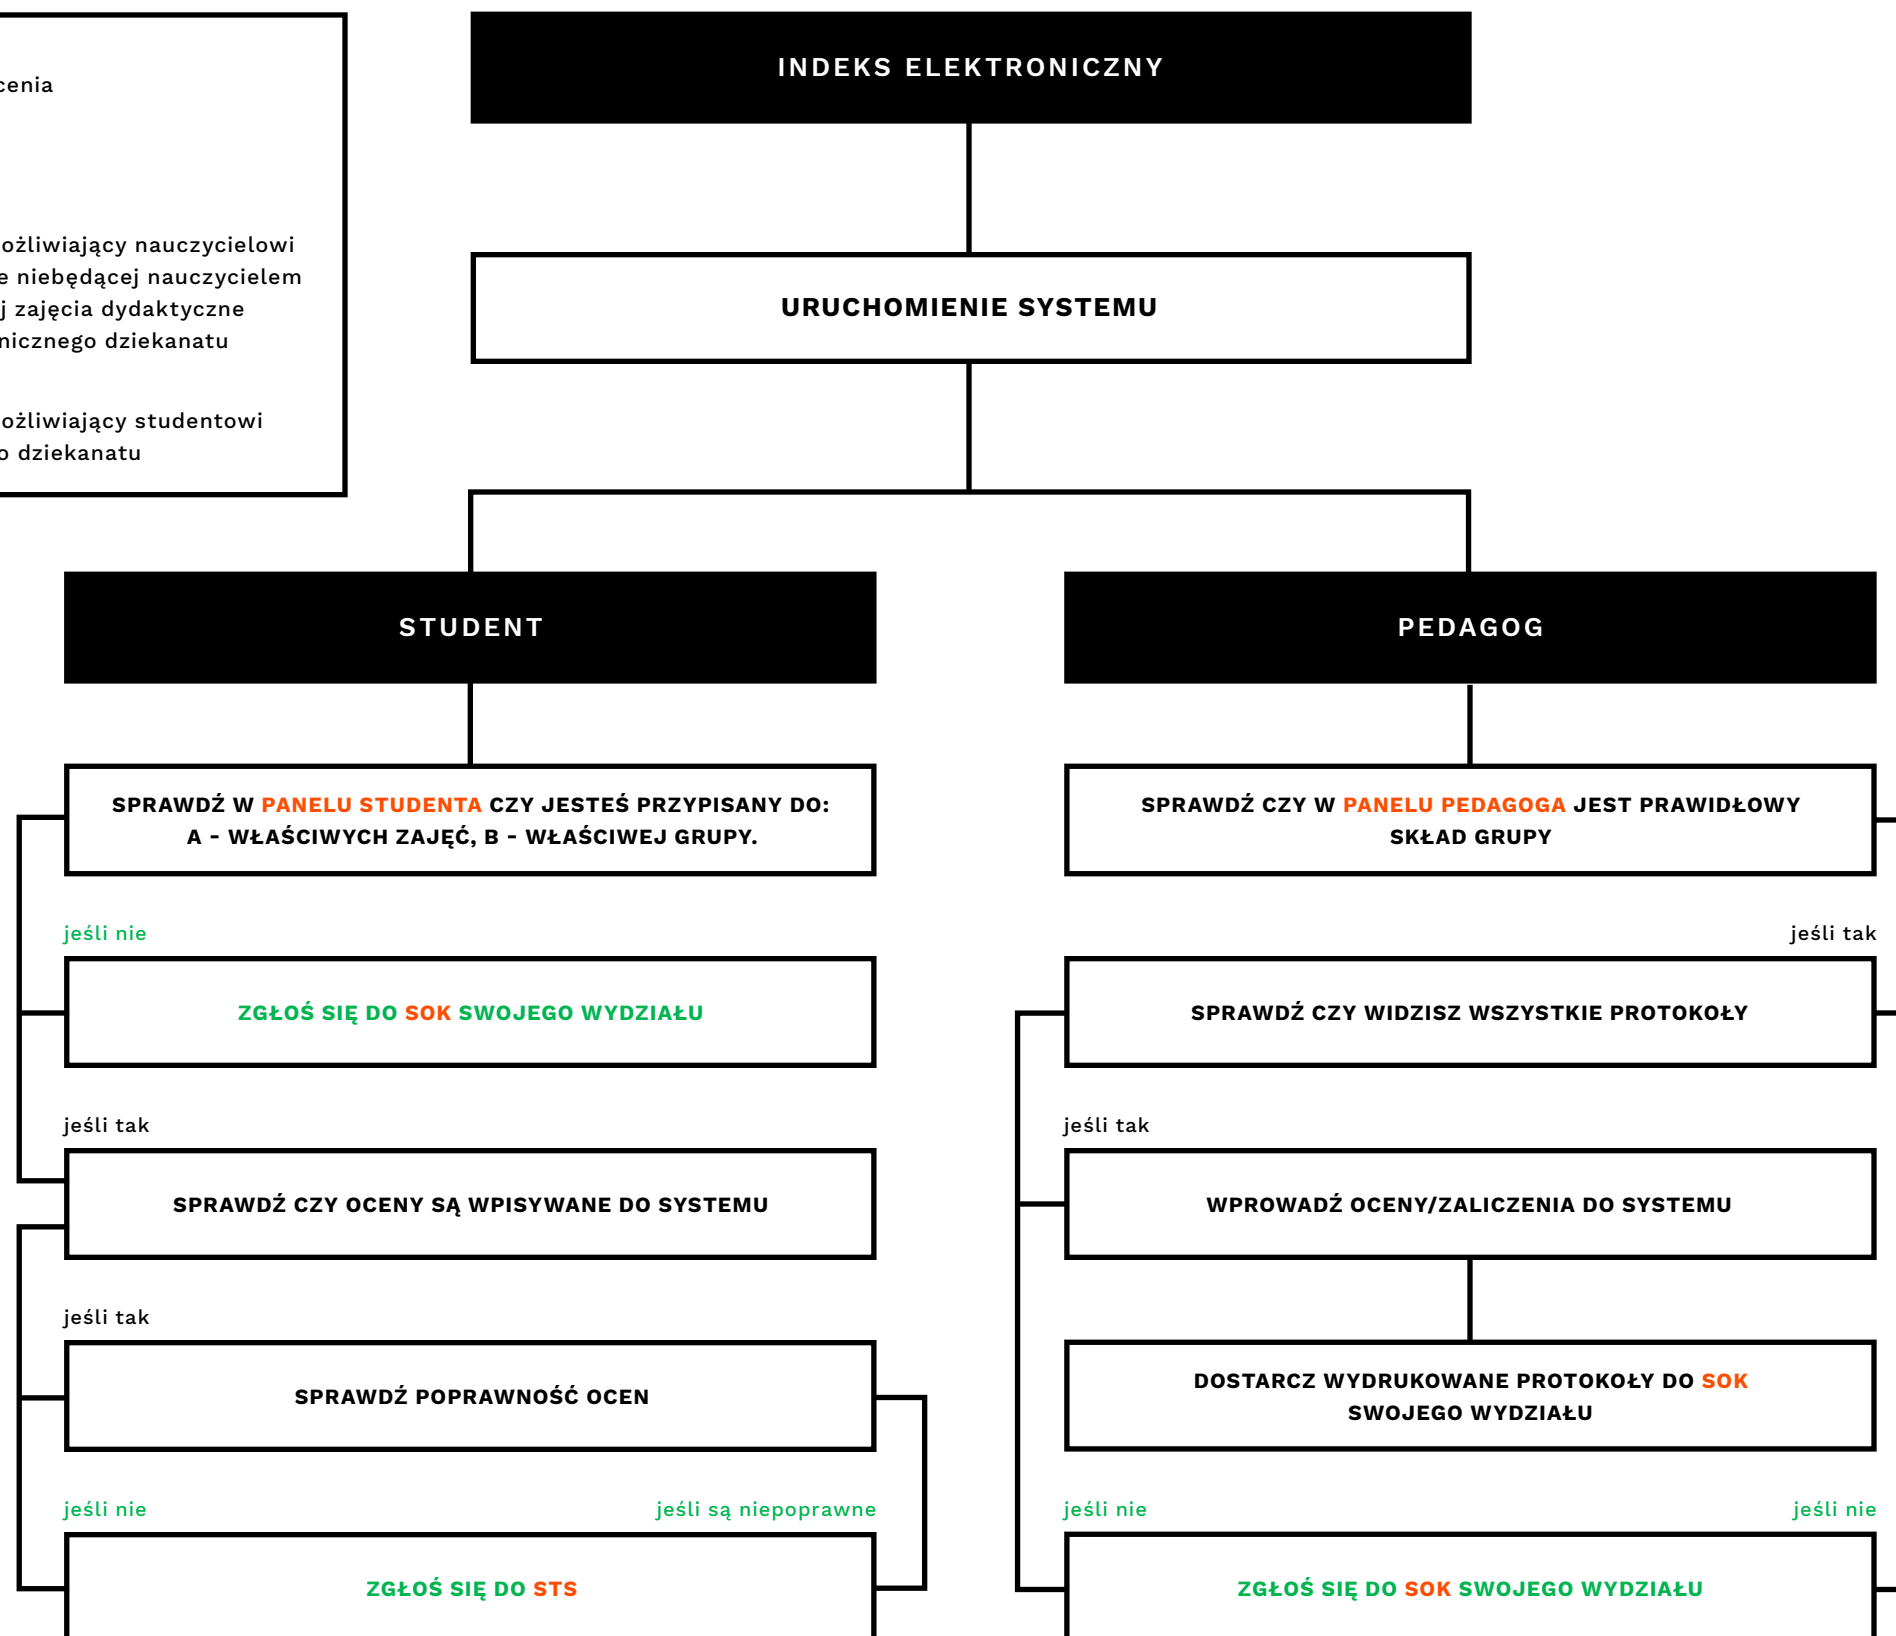 INDEKS ELEKTRONICZNY
nauczycielowi
niebędącej nauczycielem
zajęcia dydaktyczne
dziekanatu
studentowi
dziekanatu
URUCHOMIENIE SYSTEMU
STUDENT
SPRAWDŹ W PANELU STUDENTA CZY JESTEŚ PRZYPISANY DO:
A - WŁAŚCIWYCH ZAJĘĆ, B - WŁAŚCIWEJ GRUPY.
jeśli nie
ZGŁOŚ SIĘ DO SOK SWOJEGO WYDZIAŁU
jeśli tak
SPRAWDŹ CZY OCENY SĄ WPISYWANE DO SYSTEMU
jeśli tak
SPRAWDŹ POPRAWNOŚĆ OCEN
jeśli nie
jeśli są niepoprawne
ZGŁOŚ SIĘ DO STS
PEDAGOG
SPRAWDŹ CZY W PANELU PEDAGOGA JEST PRAWIDŁOWY
SKŁAD GRUPY
jeśli tak
SPRAWDŹ CZY WIDZISZ WSZYSTKIE PROTOKOŁY
jeśli tak
WPROWADŹ OCENY/ZALICZENIA DO SYSTEMU
DOSTARCZ WYDRUKOWANE PROTOKOŁY DO SOK
SWOJEGO WYDZIAŁU
jeśli nie
jeśli nie
ZGŁOŚ SIĘ DO SOK SWOJEGO WYDZIAŁU